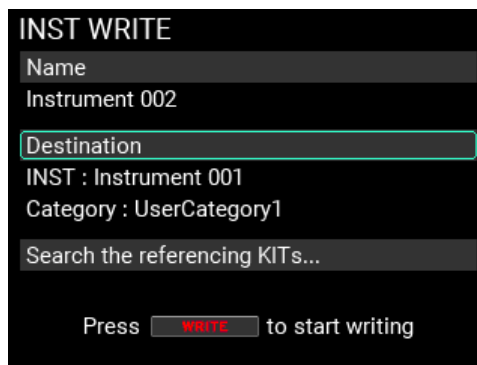 INST WRITE
Name
Instrument 002
Destination
INST : Instrument 001
Category : UserCategory1
Search the referencing KITs...
Press WRITE to start writing